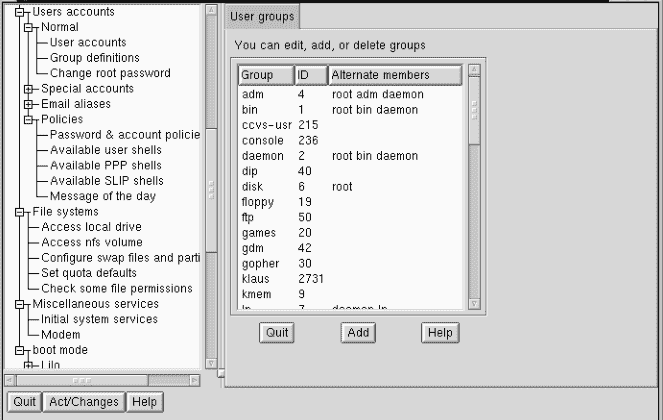 Users accounts
Normal
User accounts
Group definitions
Change root password
Special accounts
Email aliases
Policies
Password & account policie
Available user shells
Available PPP shells
Available SLIP shells
Message of the day
File systems
Access local drive
Access nfs volume
Configure swap files and parti
Set quota defaults
Check some file permissions
Miscellaneous services
Initial system services
Modem
boot mode
Lilo
Quit Act/Changes Help
User groups
You can edit, add, or delete groups
Group ID Alternate members
adm 4 root adm daemon
bin 1 root bin daemon
ccvs-usr 215
console 236
daemon 2 root bin daemon
dip 40
disk 6 root
floppy 19
ftp 50
games 20
gdm 42
gopher 30
klaus 2731
kmem 9
lp 7 daemon lp
Quit Add Help